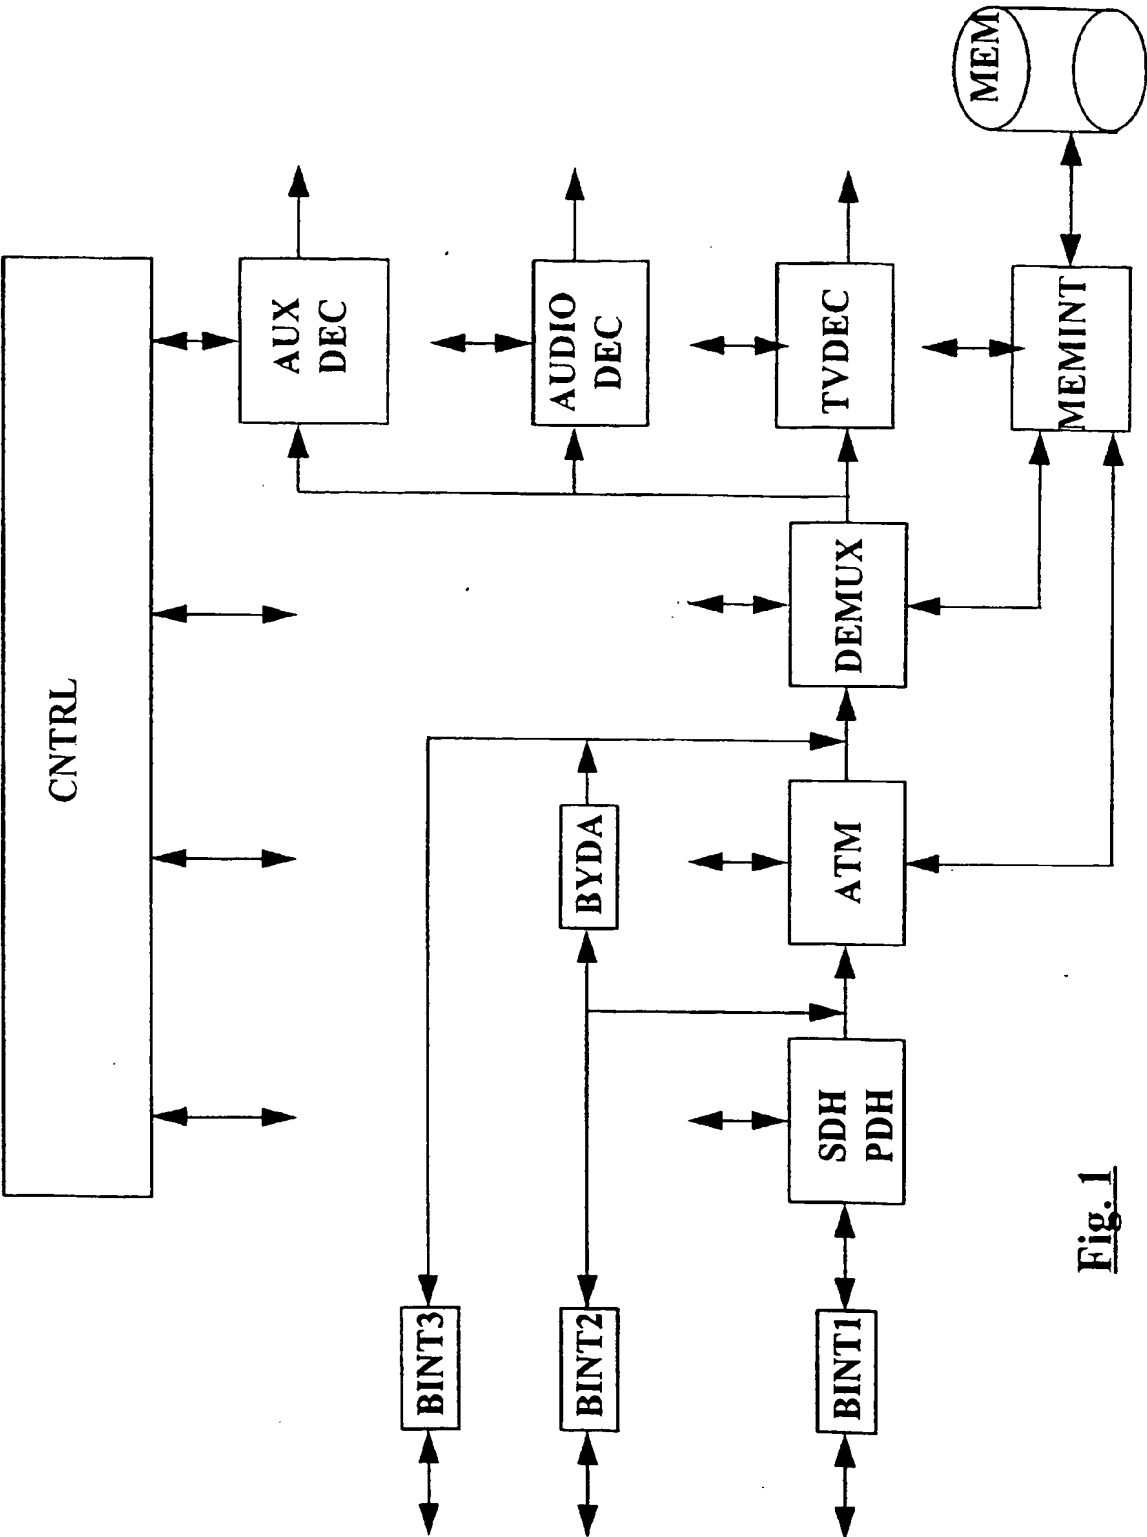 CNTRL
AUX
DEC
AUDIO
DEC
TVDEC
MEMINT
MEM
DEMUX
BYDA
ATM
SDH
PDH
BINT3
BINT2
BINT1
Fig. 1